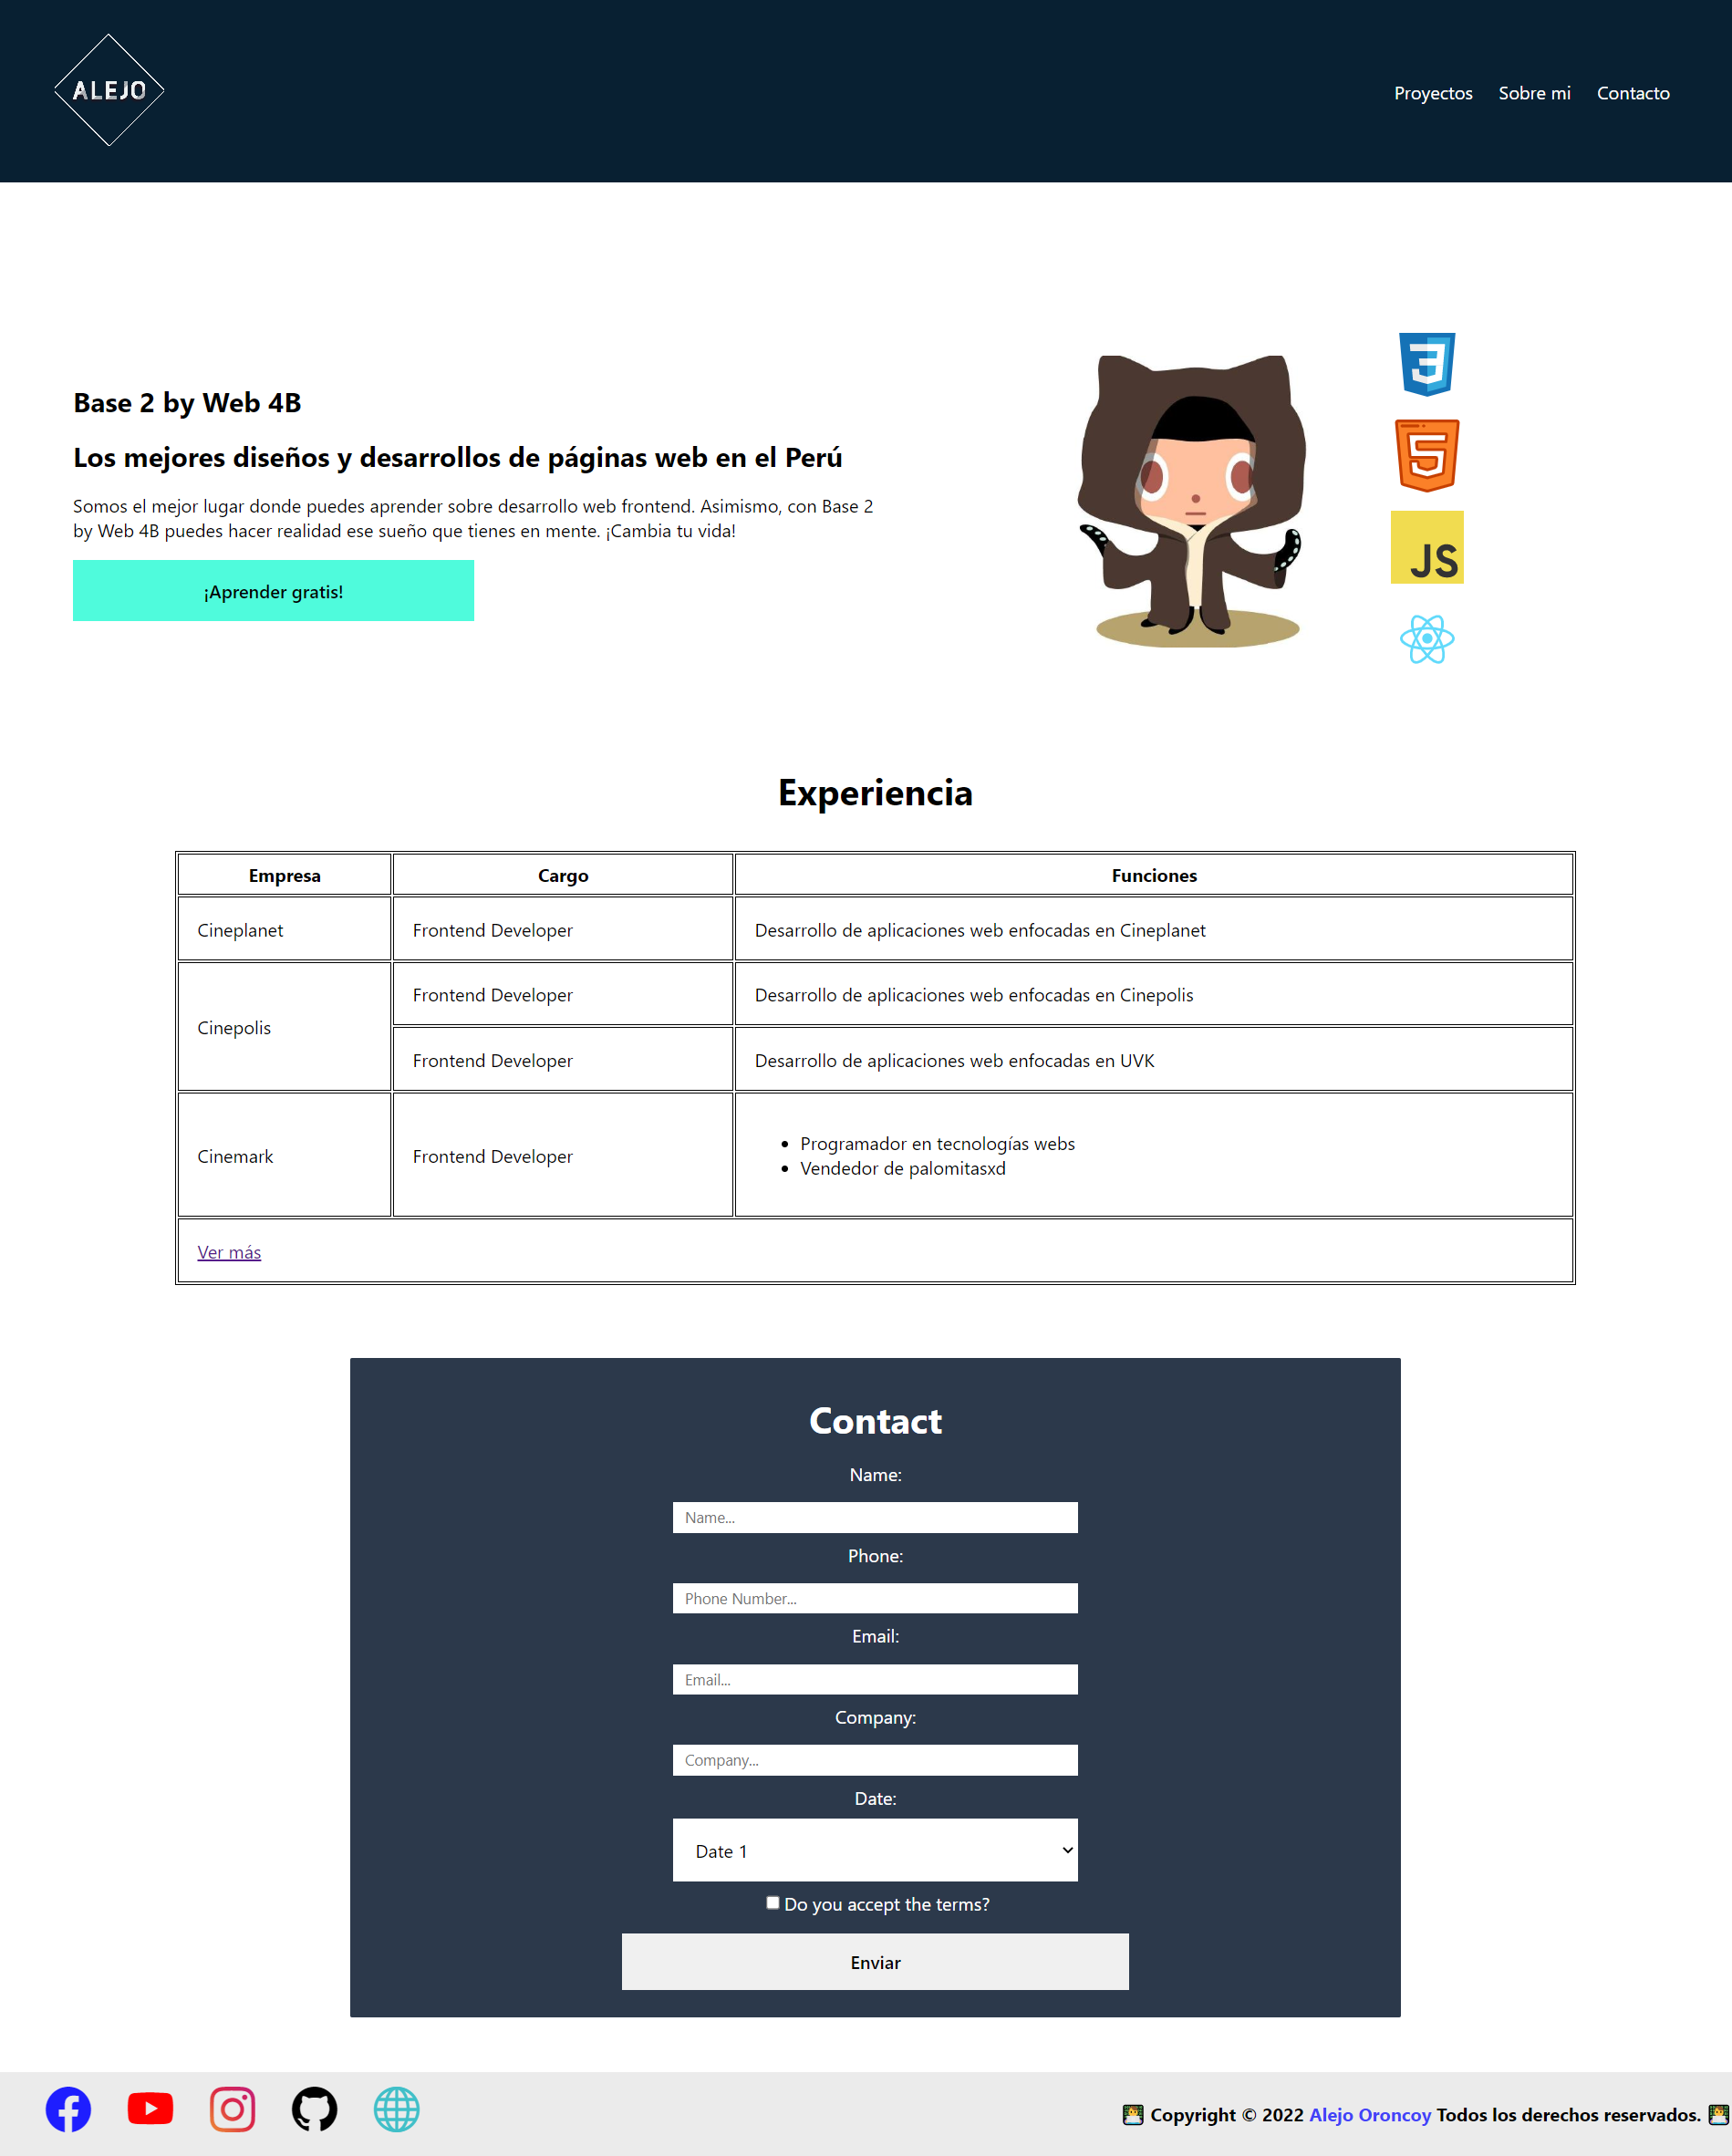 ALEJO
Proyectos Sobre mi Contacto
Base 2 by Web 4B
Los mejores diseños y desarrollos de páginas web en el Perú
Somos el mejor lugar donde puedes aprender sobre desarrollo web frontend. Asimismo, con Base 2
by Web 4B puedes hacer realidad ese sueño que tienes en mente. ¡Cambia tu vida!
¡Aprender gratis!
JS
Experiencia
Empresa Cargo Funciones
Cineplanet Frontend Developer Desarrollo de aplicaciones web enfocadas en Cineplanet
Cinepolis Frontend Developer Desarrollo de aplicaciones web enfocadas en Cinepolis
Frontend Developer Desarrollo de aplicaciones web enfocadas en UVK
Cinemark Frontend Developer
• Programador en tecnologías webs
• Vendedor de palomitasxd
Ver más
Contact
Name:
Name...
Phone:
Phone Number...
Email:
Email...
Company:
Company...
Date:
Date 1
Do you accept the terms?
Enviar
👨‍💻 Copyright © 2022 Alejo Oroncoy Todos los derechos reservados. 👨‍💻